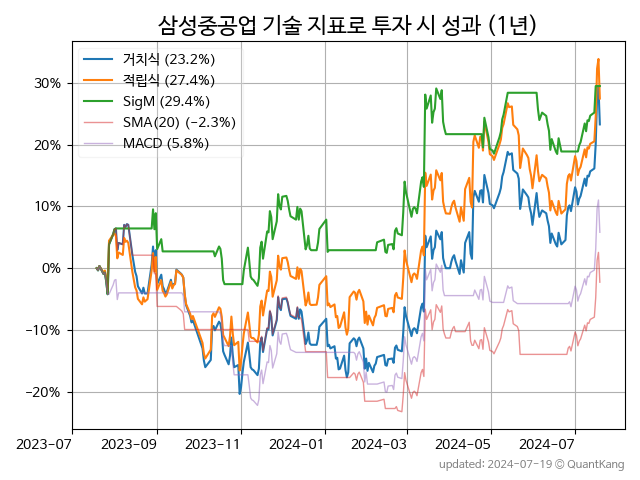 삼성중공업 기술 지표로 투자 시 성과 (1년)
거치식 (23.2%)
적립식 (27.4%)
SigM (29.4%)
SMA(20) (−2.3%)
MACD (5.8%)
30%
20%
10%
0%
−10%
−20%
2023-07 2023-09 2023-11 2024-01 2024-03 2024-05 2024-07
updated: 2024-07-19 © QuantKang